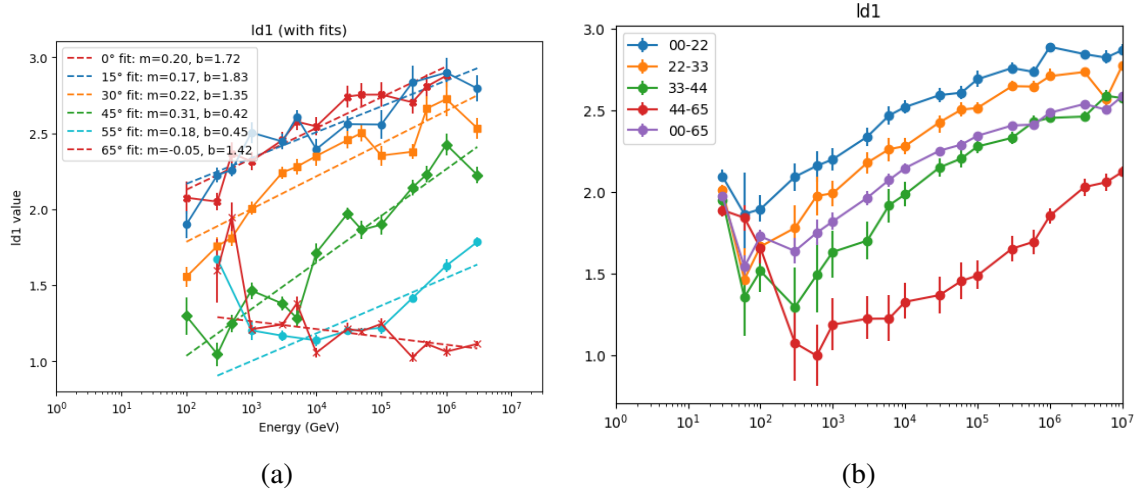 ld1 (with fits)
3.0
2.5
2.0
1.5
1.0
ld1 value
0° fit: m=0.20, b=1.72
15° fit: m=0.17, b=1.83
30° fit: m=0.22, b=1.35
45° fit: m=0.31, b=0.42
55° fit: m=0.18, b=0.45
65° fit: m=-0.05, b=1.42
10⁰ 10¹ 10² 10³ 10⁴ 10⁵ 10⁶ 10⁷
Energy (GeV)
(a)
ld1
3.0
2.5
2.0
1.5
1.0
00-22
22-33
33-44
44-65
00-65
10⁰ 10¹ 10² 10³ 10⁴ 10⁵ 10⁶ 10⁷
(b)